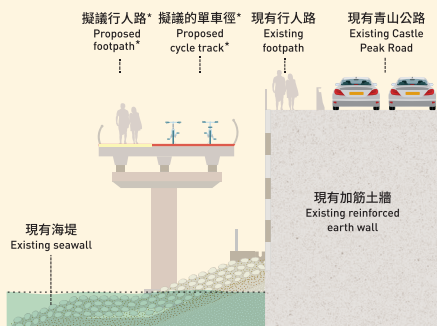 擬議行人路*
Proposed
footpath*
擬議的單車徑*
Proposed
cycle track*
現有行人路
Existing
footpath
現有青山公路
Existing Castle
Peak Road
現有加筋土牆
Existing reinforced
earth wall
現有海堤
Existing seawall